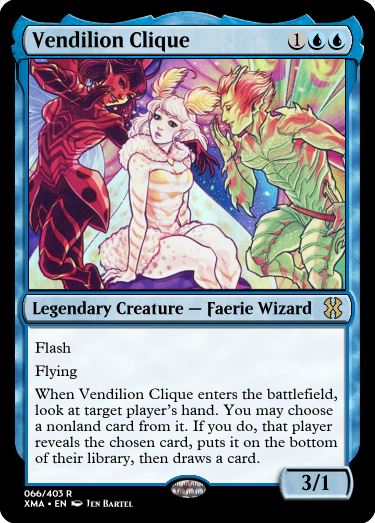 Vendilion Clique 1
Legendary Creature — Faerie Wizard
Flash
Flying
When Vendilion Clique enters the battlefield,
look at target player's hand. You may choose
a nonland card from it. If you do, that player
reveals the chosen card, puts it on the bottom
of their library, then draws a card.
3/1
066/403 R
XMA • EN Jen Bartel